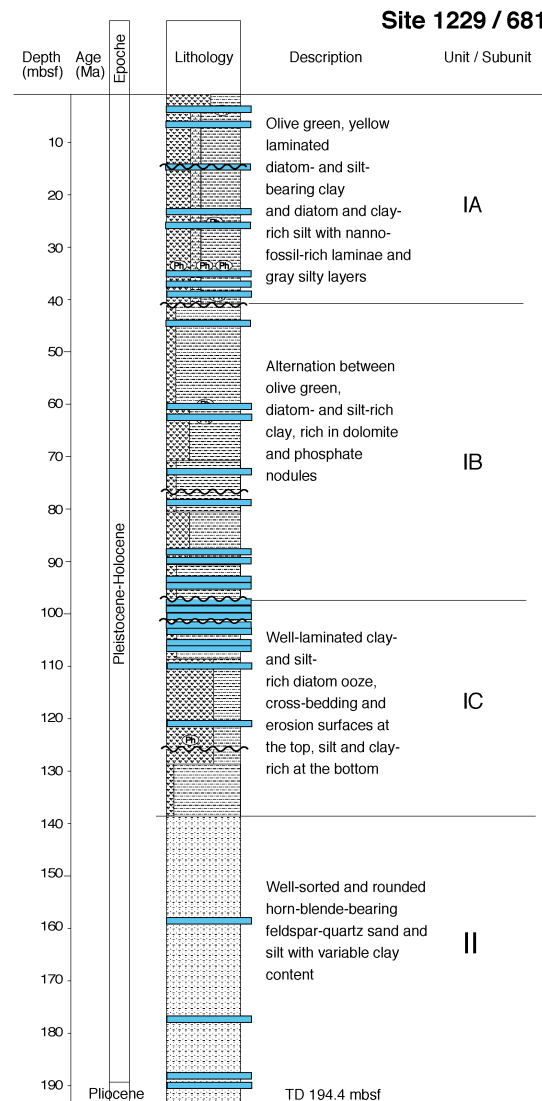 Site 1229 / 681
Depth
(mbsf)
Age
(Ma)
Epoche
Lithology
Description
Unit / Subunit
10
20
30
40
50
60
70
80
90
100
110
120
130
140
150
160
170
180
190
Pleistocene-Holocene
Pliocene
Ph
Ph
Ph
Ph
Olive green, yellow
laminated
diatom- and silt-
bearing clay
and diatom and clay-
rich silt with nanno-
fossil-rich laminae and
gray silty layers
IA
Alternation between
olive green,
diatom- and silt-rich
clay, rich in dolomite
and phosphate
nodules
IB
Well-laminated clay-
and silt-
rich diatom ooze,
cross-bedding and
erosion surfaces at
the top, silt and clay-
rich at the bottom
IC
Well-sorted and rounded
horn-blende-bearing
feldspar-quartz sand and
silt with variable clay
content
II
TD 194.4 mbsf